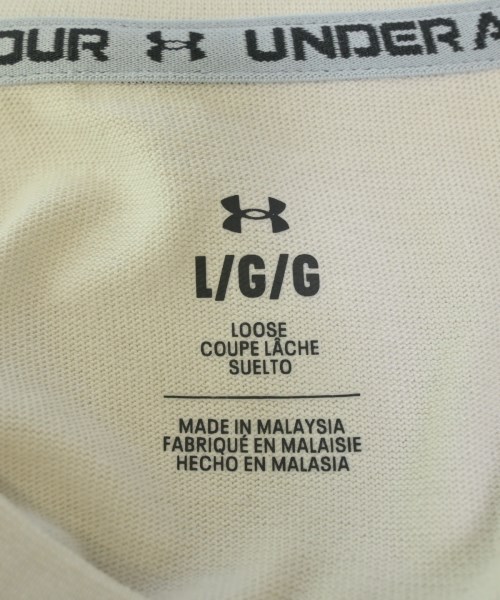 OUR UNDER A
L/G/G
LOOSE
COUPE LÂCHE
SUELTO
MADE IN MALAYSIA
FABRIQUÉ EN MALAISIE
HECHO EN MALASIA